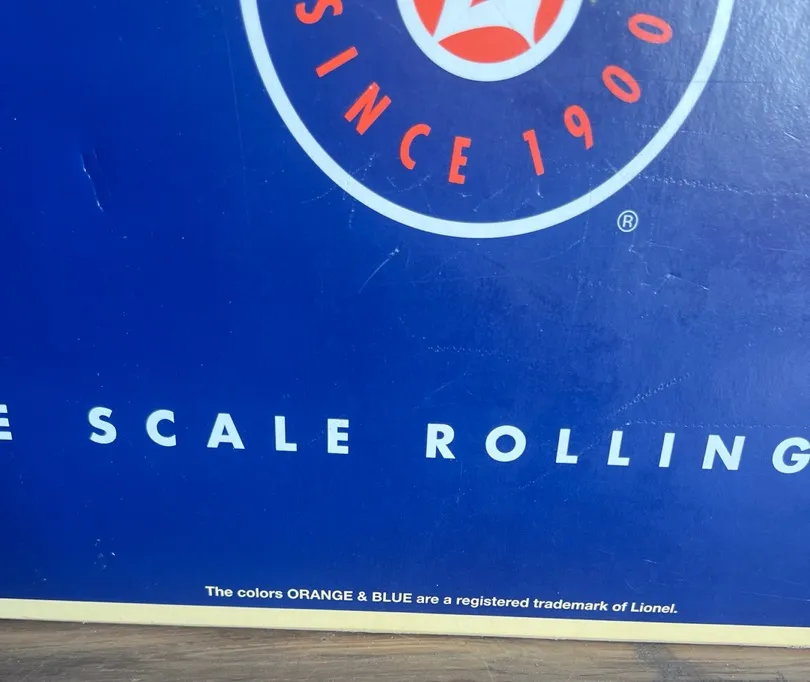 SINCE 1900
®
E SCALE ROLLING
The colors ORANGE & BLUE are a registered trademark of Lionel.